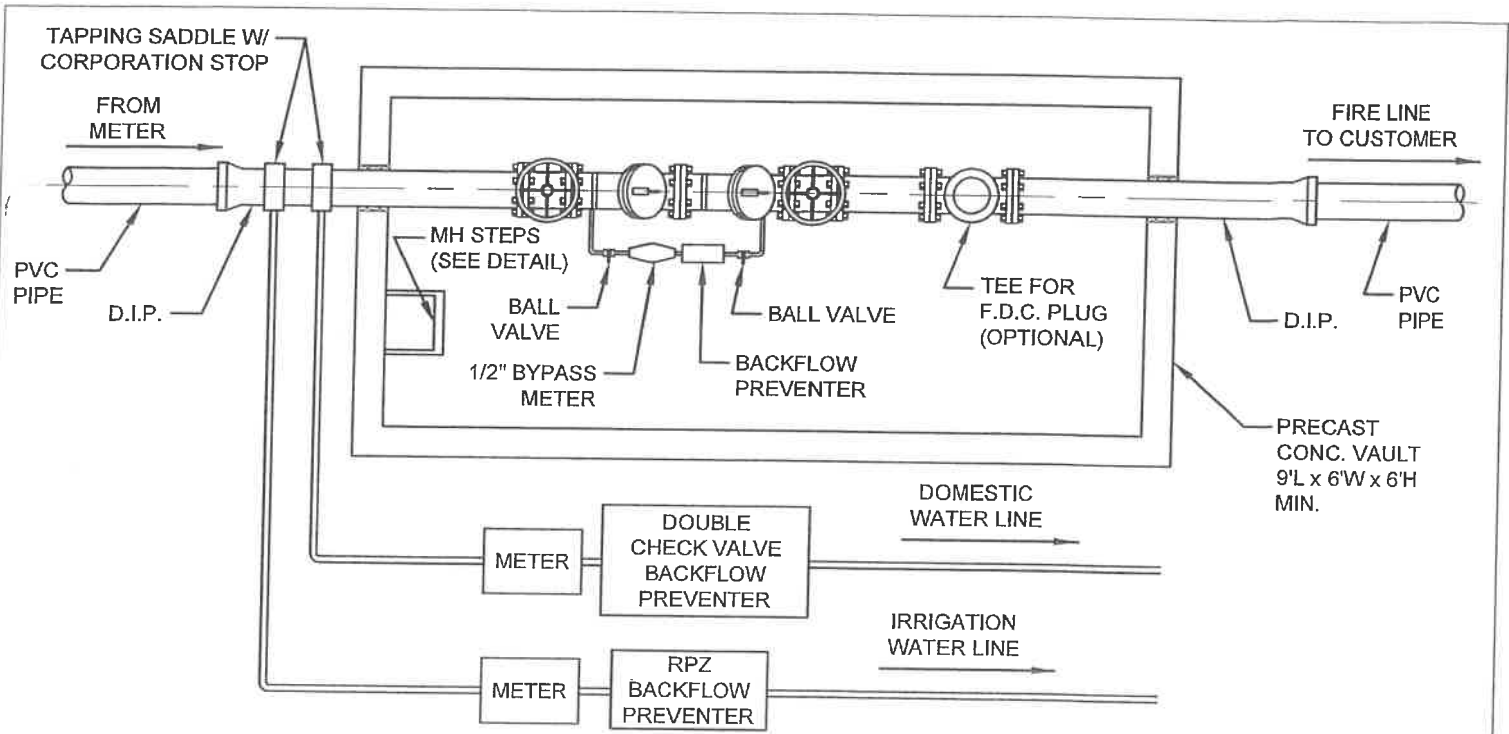 TAPPING SADDLE W/
CORPORATION STOP
FROM
METER
FIRE LINE
TO CUSTOMER
PVC
PIPE
D.I.P.
MH STEPS
(SEE DETAIL)
BALL
VALVE
1/2" BYPASS
METER
BALL VALVE
BACKFLOW
PREVENTER
TEE FOR
F.D.C. PLUG
(OPTIONAL)
D.I.P.
PVC
PIPE
PRECAST
CONC. VAULT
9'L x 6'W x 6'H
MIN.
METER
DOUBLE
CHECK VALVE
BACKFLOW
PREVENTER
DOMESTIC
WATER LINE
METER
RPZ
BACKFLOW
PREVENTER
IRRIGATION
WATER LINE